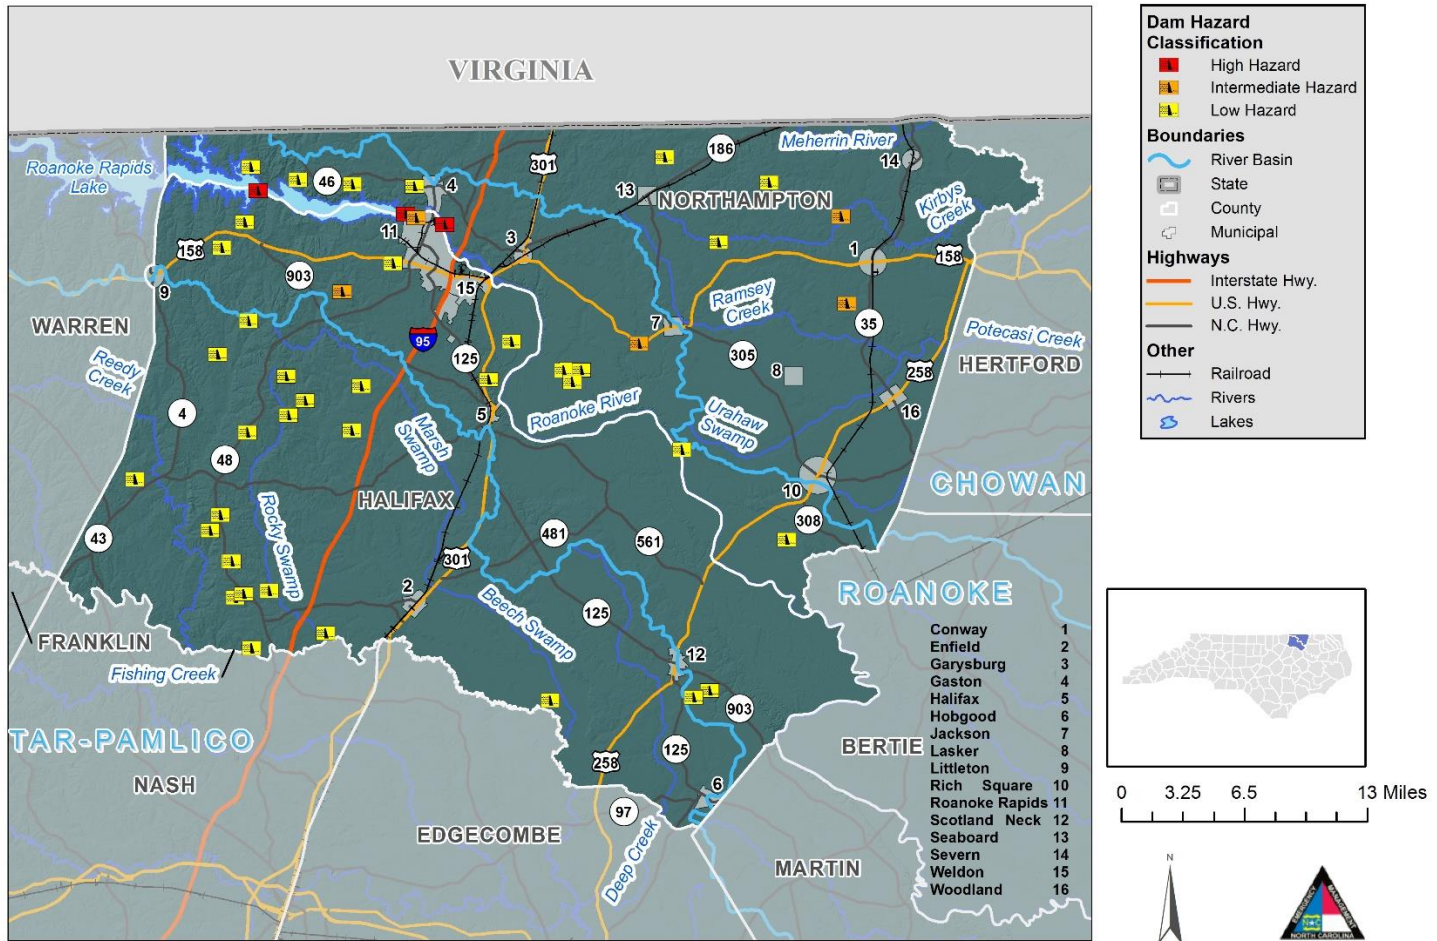 VIRGINIA
Roanoke Rapids
Lake
46
4
301
186
Meherrin River
14
13
NORTHAMPTON
Kirbys
Creek
11
3
1
158
158
903
9
15
WARREN
Reedy
Creek
95
125
7
Ramsey
Creek
35
305
Potecasi Creek
HERTFORD
8
258
16
4
5
Roanoke River
Urahaw
Swamp
Marsh
Swamp
48
HALIFAX
10
CHOWAN
308
43
Rocky Swamp
481
561
301
ROANOKE
2
Beech Swamp
125
FRANKLIN
Fishing Creek
12
903
TAR-PAMLICO
NASH
125
BERTIE
258
6
97
EDGECOMBE
Deep Creek
MARTIN
Conway 1
Enfield 2
Garysburg 3
Gaston 4
Halifax 5
Hobgood 6
Jackson 7
Lasker 8
Littleton 9
Rich Square 10
Roanoke Rapids 11
Scotland Neck 12
Seaboard 13
Severn 14
Weldon 15
Woodland 16
Dam Hazard
Classification
High Hazard
Intermediate Hazard
Low Hazard
Boundaries
River Basin
State
County
Municipal
Highways
Interstate Hwy.
U.S. Hwy.
N.C. Hwy.
Other
Railroad
Rivers
Lakes
0 3.25 6.5 13 Miles
N
EMERGENCY
MANAGEMENT
NORTH CAROLINA